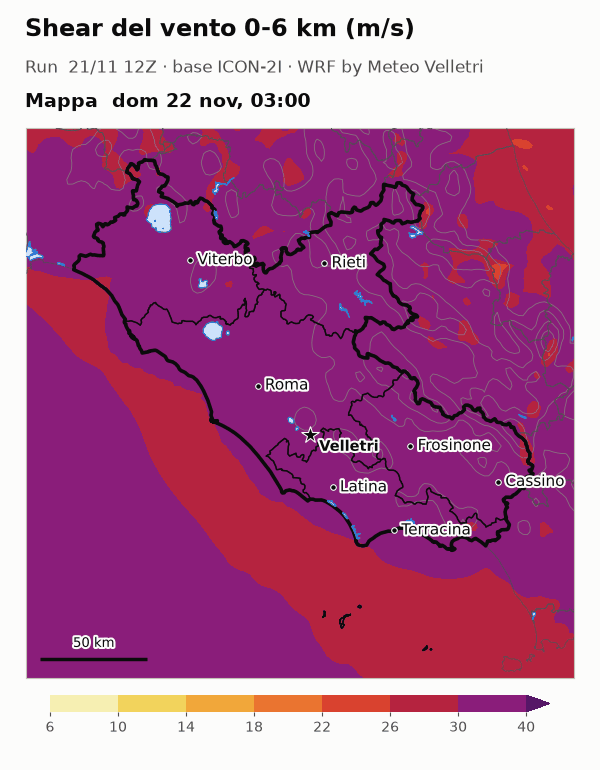 Shear del vento 0-6 km (m/s)
Run 21/11 12Z · base ICON-2I · WRF by Meteo Velletri
Mappa dom 22 nov, 03:00
Viterbo
Rieti
Roma
Velletri
Frosinone
Latina
Cassino
Terracina
50 km
6 10 14 18 22 26 30 40